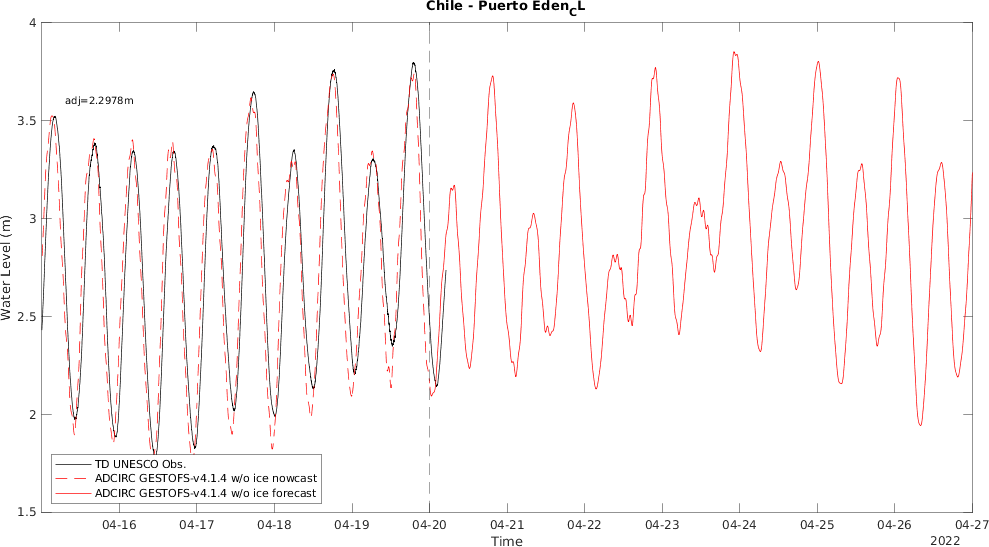 Chile - Puerto Eden_CL
adj=2.2978m
Water Level (m)
4
3.5
3
2.5
2
1.5
TD UNESCO Obs.
ADCIRC GESTOFS-v4.1.4 w/o ice nowcast
ADCIRC GESTOFS-v4.1.4 w/o ice forecast
04-16 04-17 04-18 04-19 04-20 04-21 04-22 04-23 04-24 04-25 04-26 04-27
Time
2022